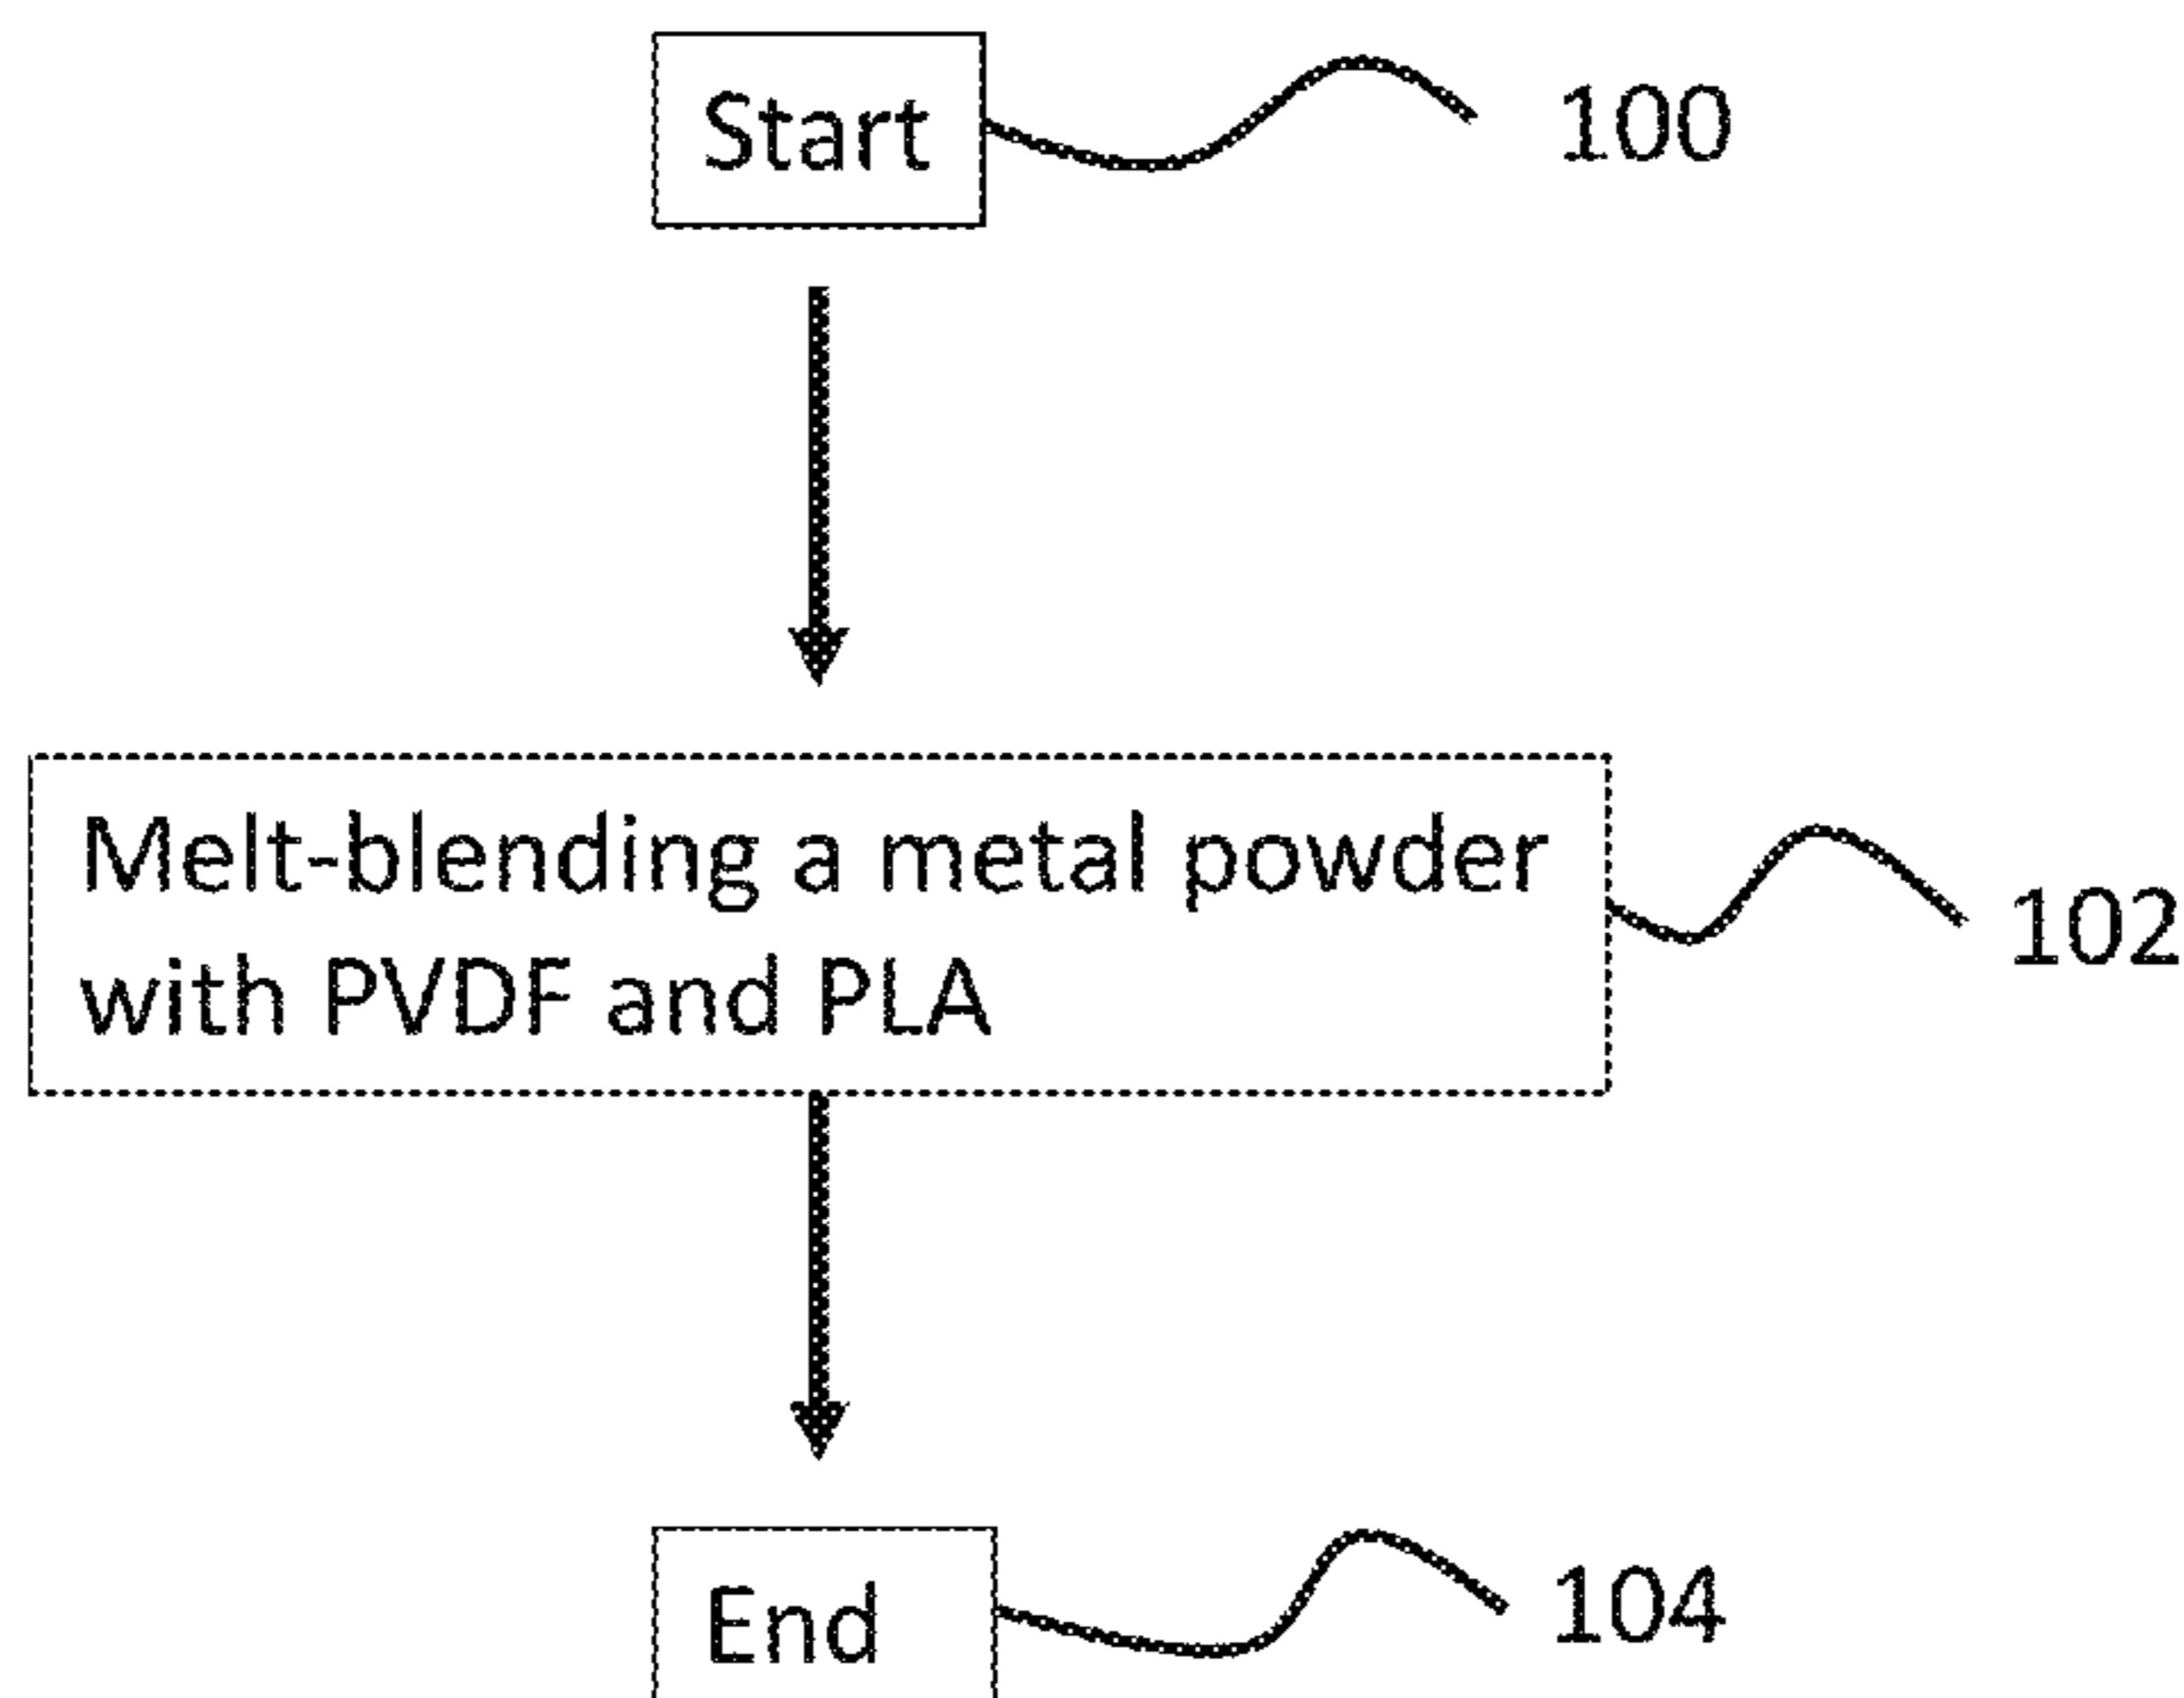 Start
100
Melt-blending a metal powder
with PVDF and PLA
102
End
104